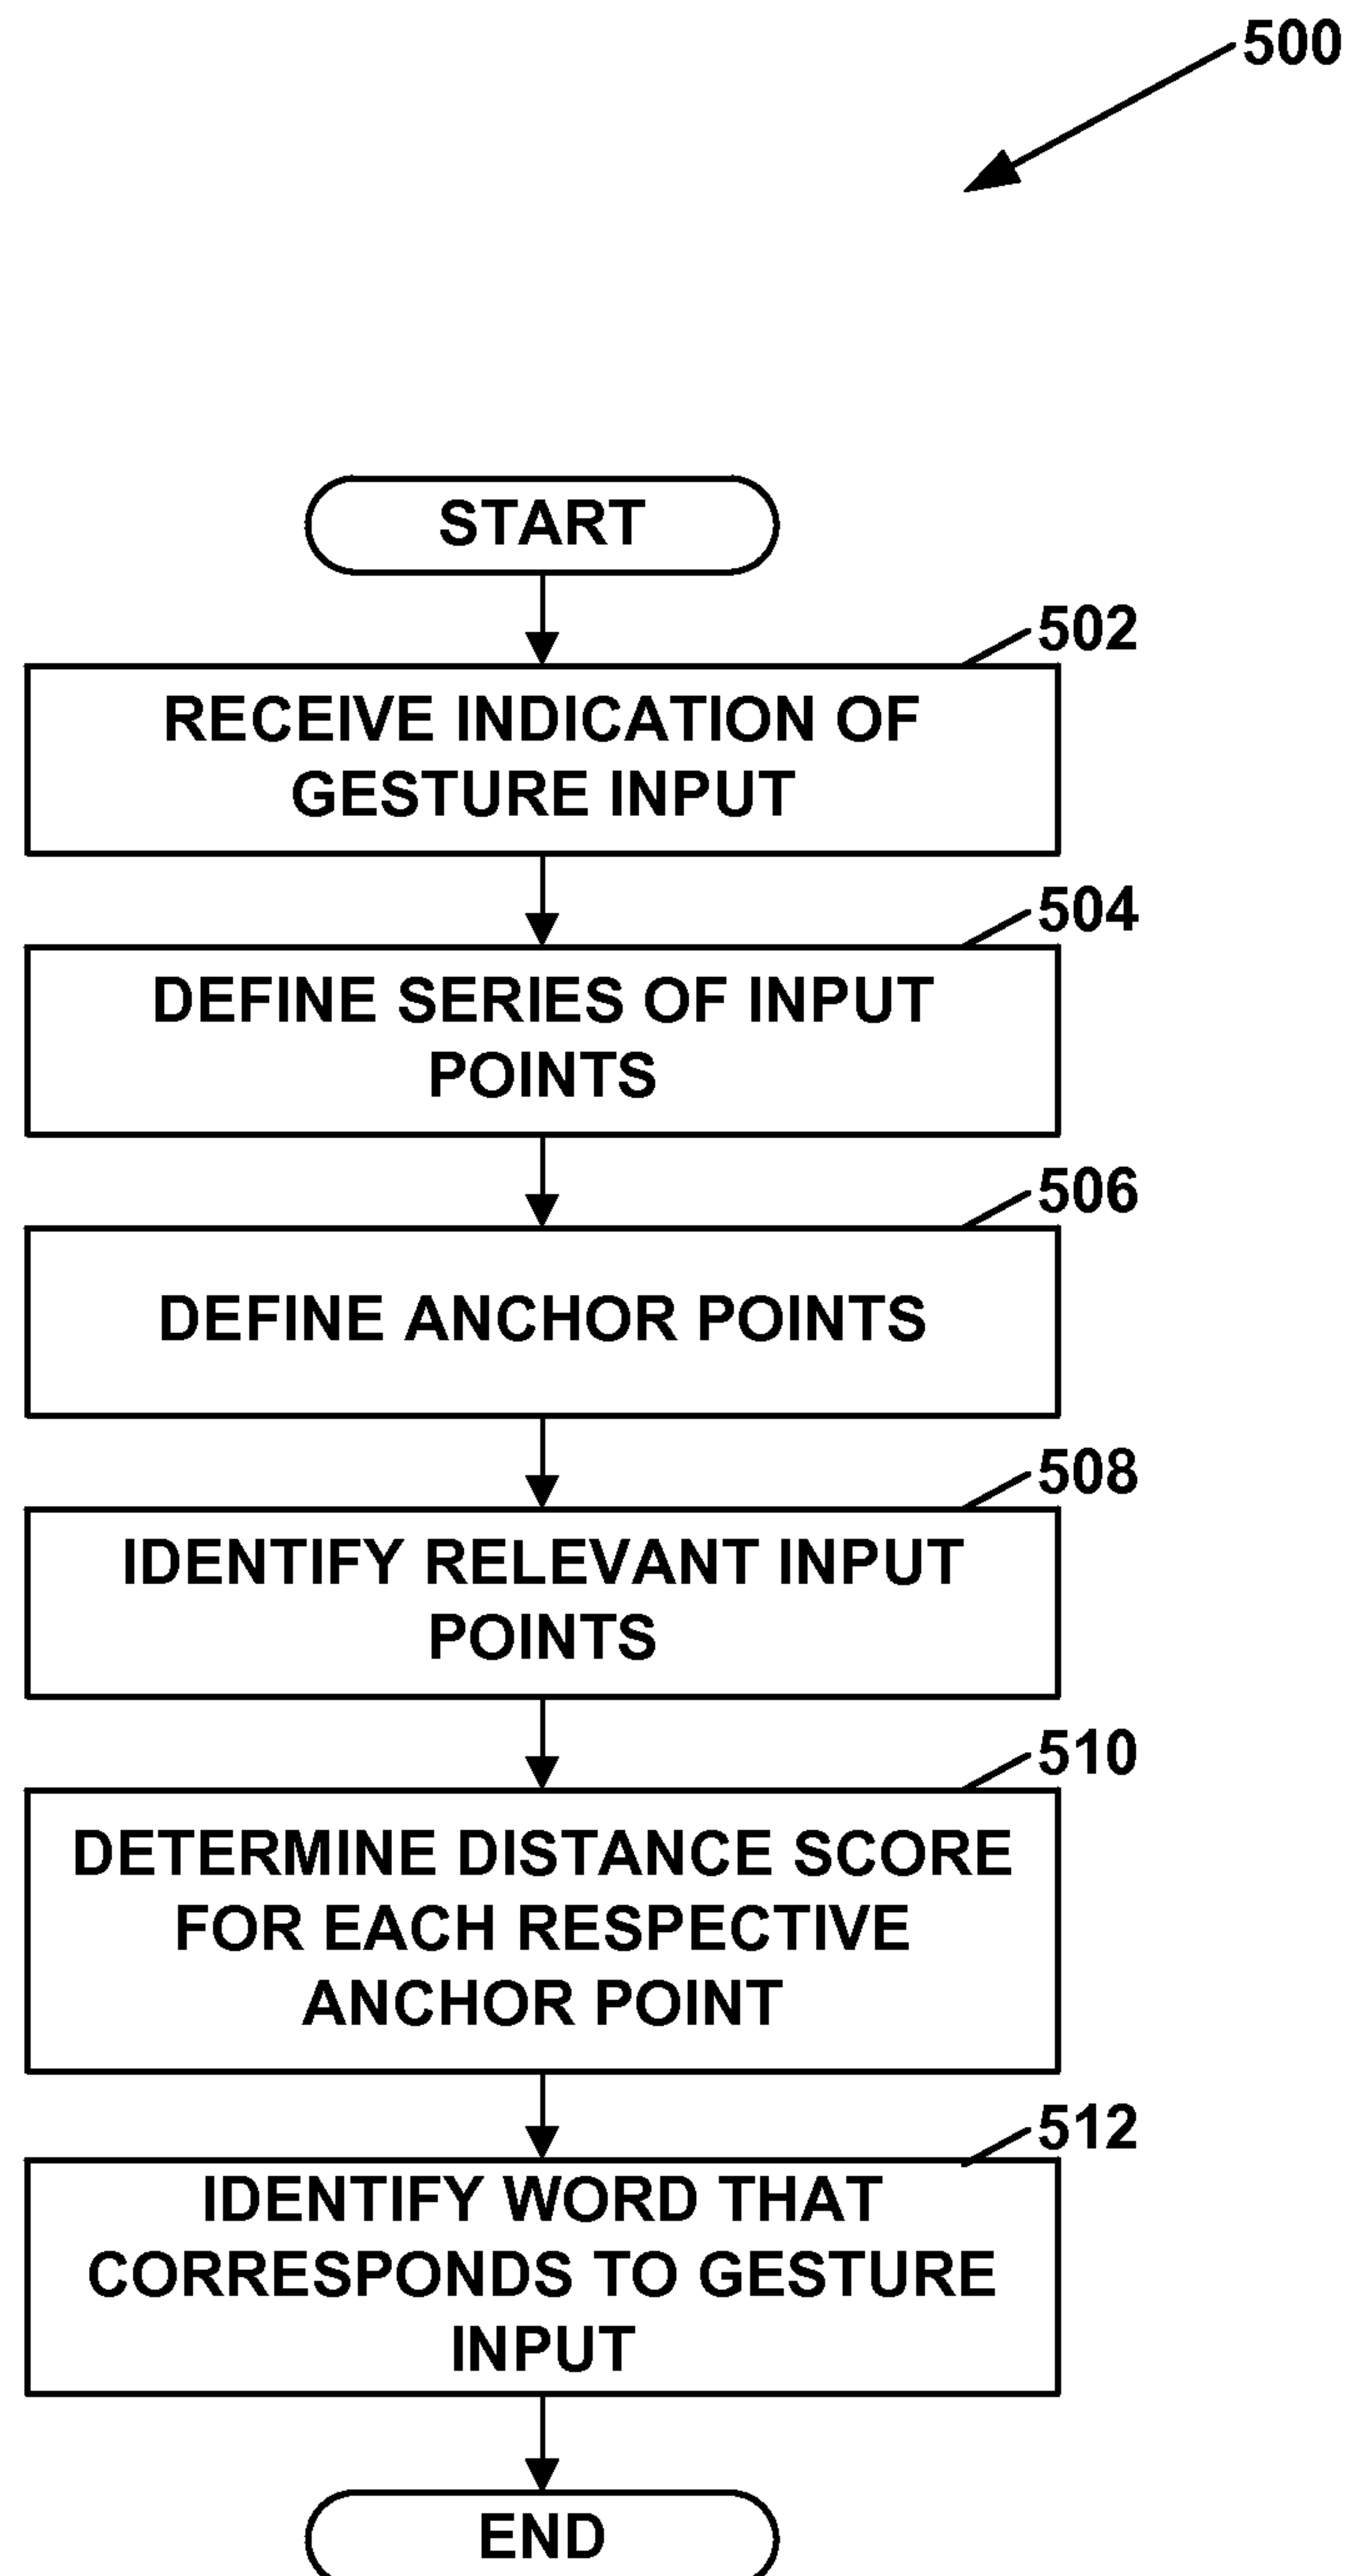 500
START
502
RECEIVE INDICATION OF
GESTURE INPUT
504
DEFINE SERIES OF INPUT
POINTS
506
DEFINE ANCHOR POINTS
508
IDENTIFY RELEVANT INPUT
POINTS
510
DETERMINE DISTANCE SCORE
FOR EACH RESPECTIVE
ANCHOR POINT
512
IDENTIFY WORD THAT
CORRESPONDS TO GESTURE
INPUT
END